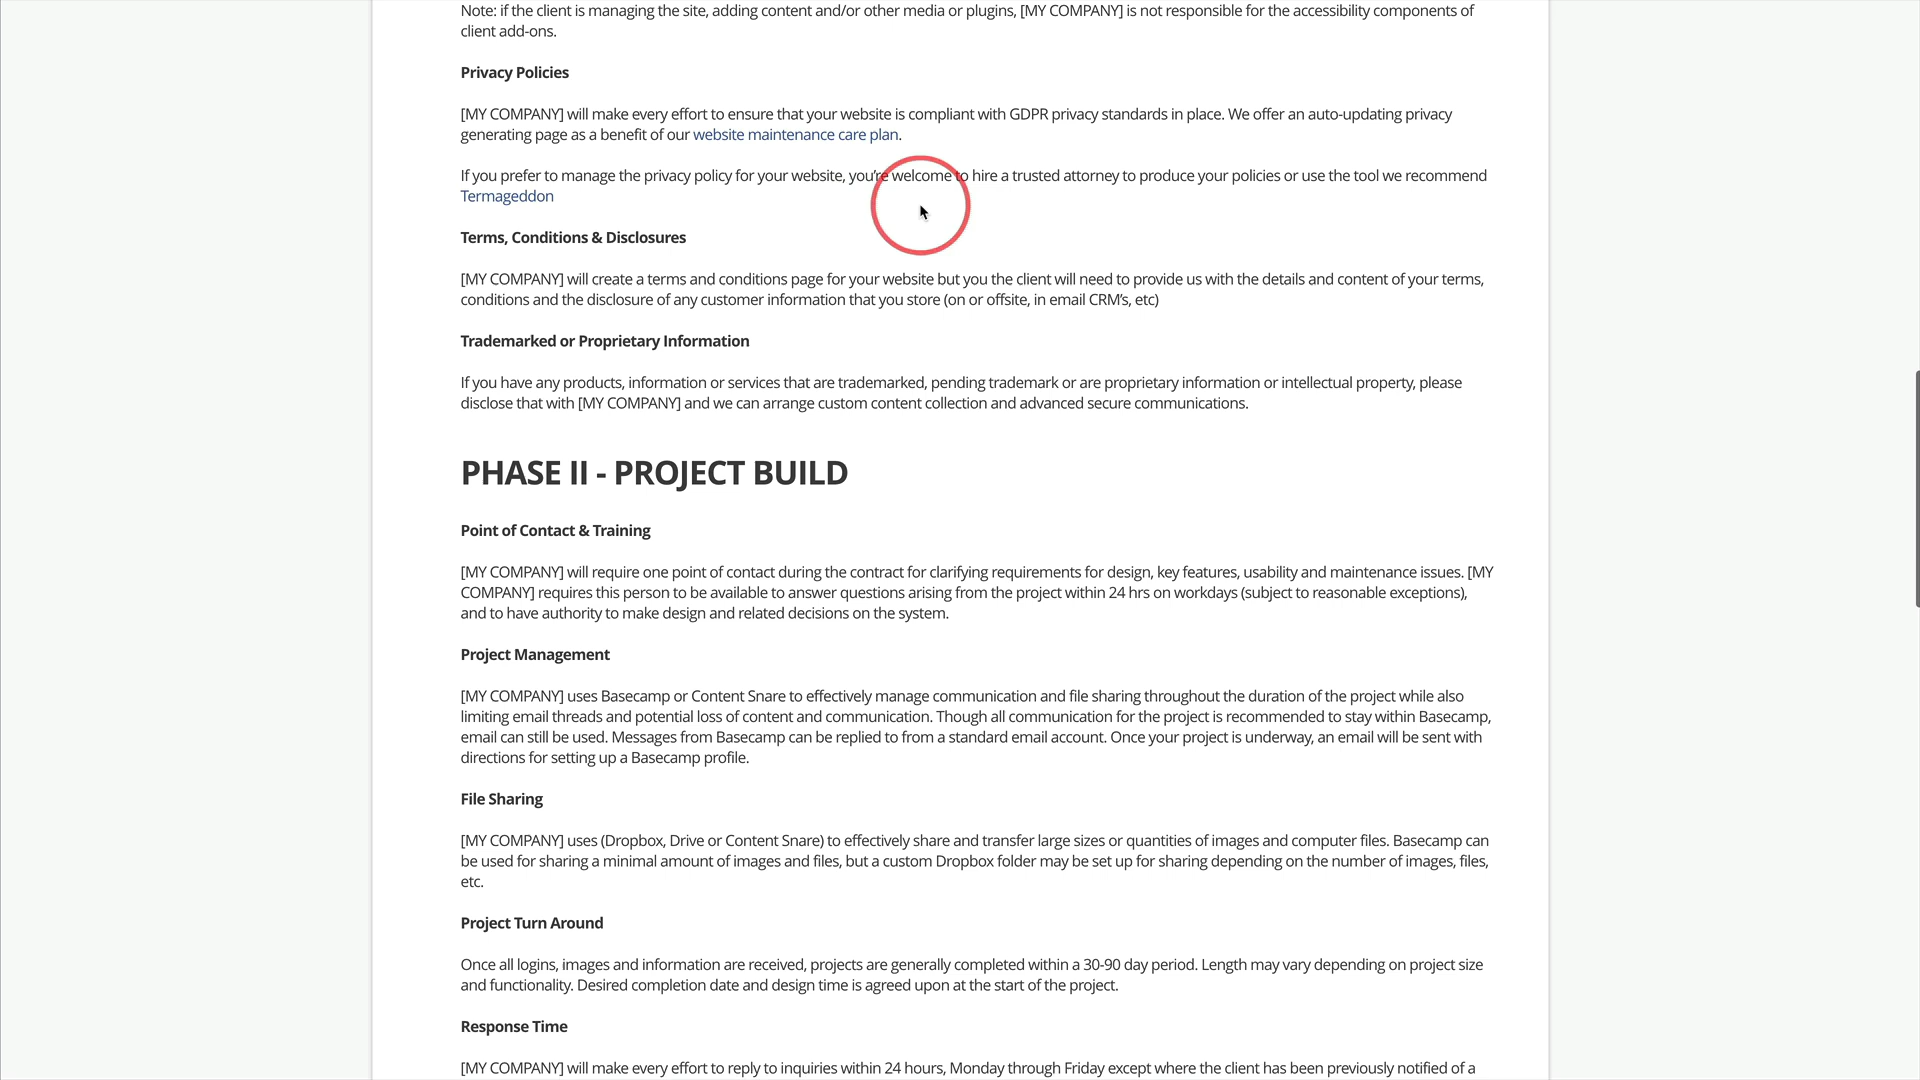 Note: if the client is managing the site, adding content and/or other media or plugins, [MY COMPANY] is not responsible for the accessibility components of
client add-ons.
Privacy Policies
[MY COMPANY] will make every effort to ensure that your website is compliant with GDPR privacy standards in place. We offer an auto-updating privacy
generating page as a benefit of our website maintenance care plan.
If you prefer to manage the privacy policy for your website, you're welcome to hire a trusted attorney to produce your policies or use the tool we recommend
Termageddon
Terms, Conditions & Disclosures
[MY COMPANY] will create a terms and conditions page for your website but you the client will need to provide us with the details and content of your terms,
conditions and the disclosure of any customer information that you store (on or offsite, in email CRM's, etc)
Trademarked or Proprietary Information
If you have any products, information or services that are trademarked, pending trademark or are proprietary information or intellectual property, please
disclose that with [MY COMPANY] and we can arrange custom content collection and advanced secure communications.
PHASE II - PROJECT BUILD
Point of Contact & Training
[MY COMPANY] will require one point of contact during the contract for clarifying requirements for design, key features, usability and maintenance issues. [MY
COMPANY] requires this person to be available to answer questions arising from the project within 24 hrs on workdays (subject to reasonable exceptions),
and to have authority to make design and related decisions on the system.
Project Management
[MY COMPANY] uses Basecamp or Content Snare to effectively manage communication and file sharing throughout the duration of the project while also
limiting email threads and potential loss of content and communication. Though all communication for the project is recommended to stay within Basecamp,
email can still be used. Messages from Basecamp can be replied to from a standard email account. Once your project is underway, an email will be sent with
directions for setting up a Basecamp profile.
File Sharing
[MY COMPANY] uses (Dropbox, Drive or Content Snare) to effectively share and transfer large sizes or quantities of images and computer files. Basecamp can
be used for sharing a minimal amount of images and files, but a custom Dropbox folder may be set up for sharing depending on the number of images, files,
etc.
Project Turn Around
Once all logins, images and information are received, projects are generally completed within a 30-90 day period. Length may vary depending on project size
and functionality. Desired completion date and design time is agreed upon at the start of the project.
Response Time
[MY COMPANY] will make every effort to reply to inquiries within 24 hours, Monday through Friday except where the client has been previously notified of a